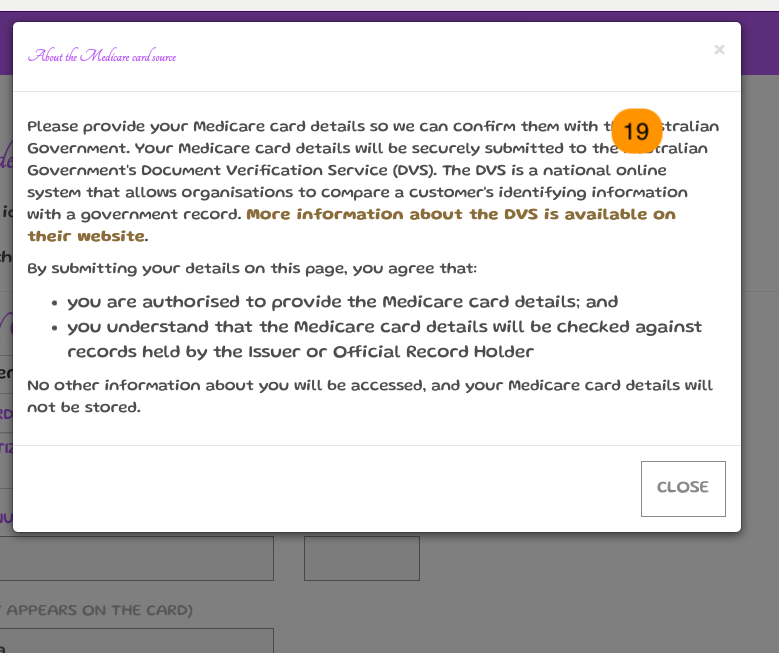 About the Medicare card source
×
Please provide your Medicare card details so we can confirm them with
19
Government. Your Medicare card details will be securely submitted to the
Government's Document Verification Service (DVS). The DVS is a national online
system that allows organisations to compare a customer's identifying information
with a government record. More information about the DVS is available on
their website.
By submitting your details on this page, you agree that:
• you are authorised to provide the Medicare card details; and
• you understand that the Medicare card details will be checked against
records held by the Issuer or Official Record Holder
No other information about you will be accessed, and your Medicare card details will
not be stored.
CLOSE
APPEARS ON THE CARD)